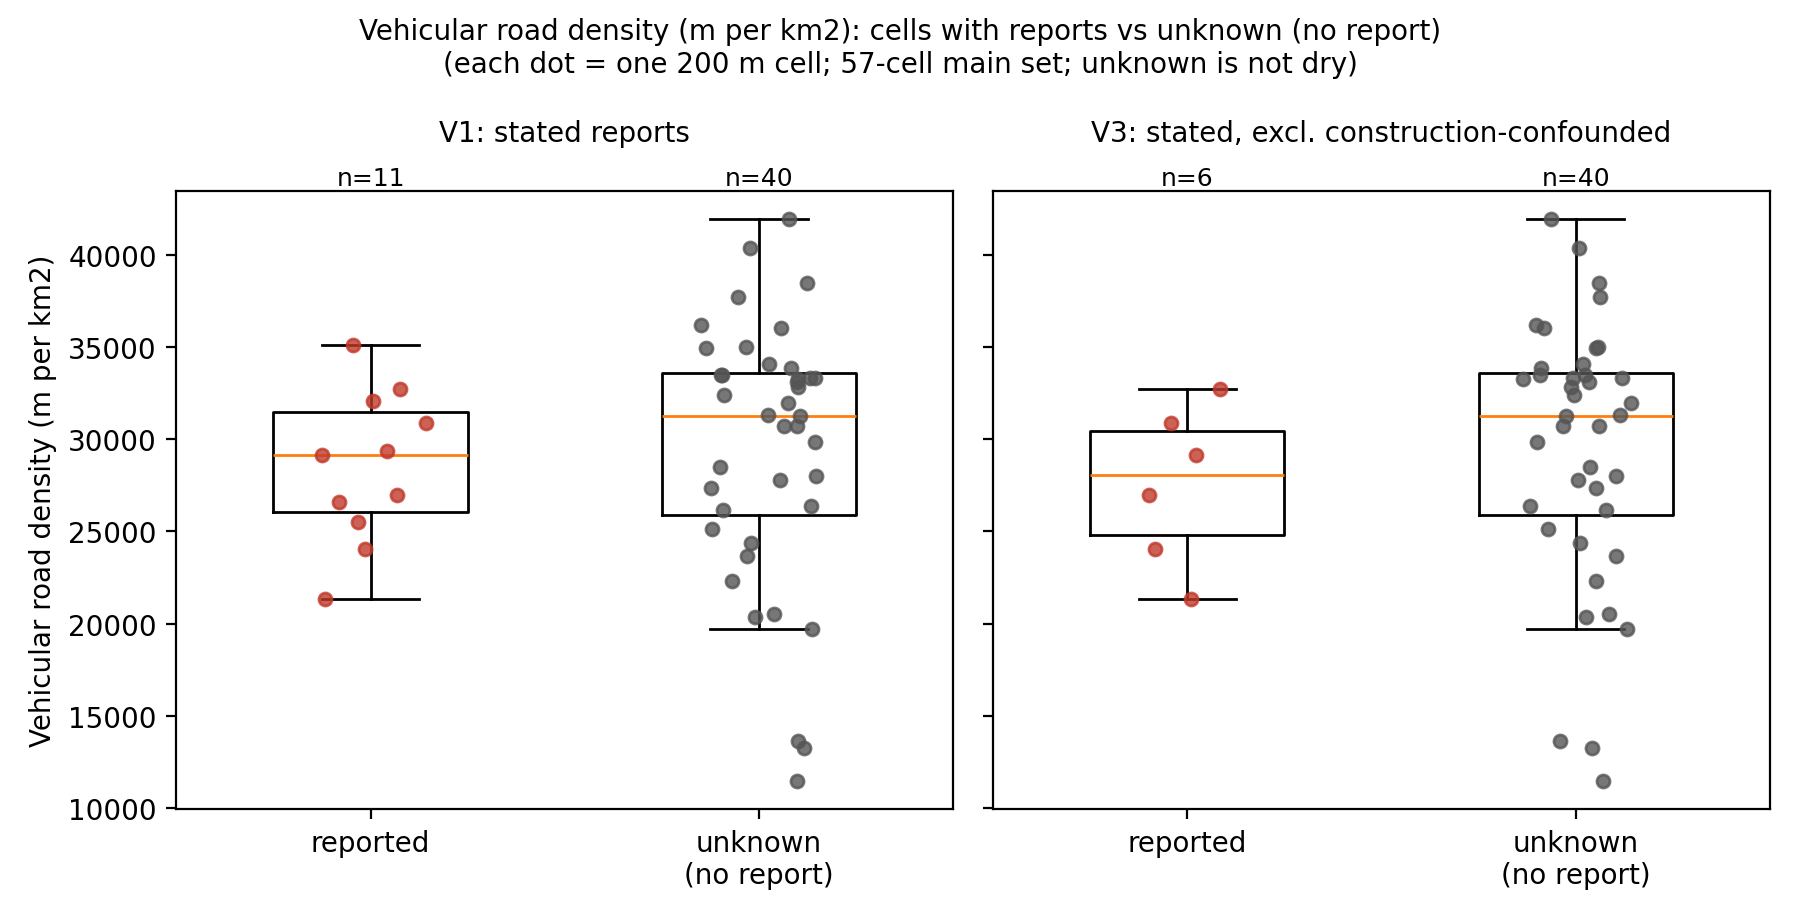 Vehicular road density (m per km2): cells with reports vs unknown (no report)
(each dot = one 200 m cell; 57-cell main set; unknown is not dry)
V1: stated reports
V3: stated, excl. construction-confounded
n=11
n=40
n=6
n=40
Vehicular road density (m per km2)
40000
35000
30000
25000
20000
15000
10000
reported
unknown
(no report)
reported
unknown
(no report)